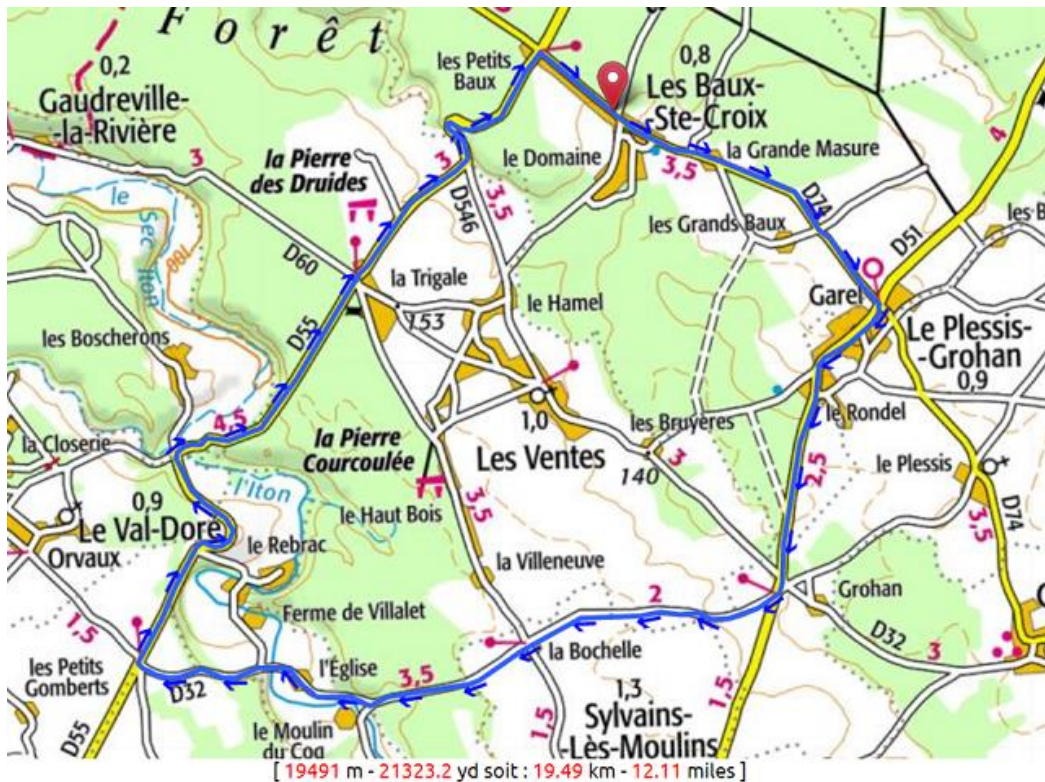 Forêt
les Petits
Baux
0,8
Les Baux-
-Ste-Croix
0,2
Gaudreville-
-la-Rivière
3
la Pierre
des Druides
3
le Domaine
3,5
la Grande Masure
4
le
Sec Iton
100
D60
D546
3,5
les Grands Baux
D74
D51
les B
la Trigale
le Hamel
Garel
153
Le Plessis-
-Grohan
0,9
les Boscherons
D55
4,5
la Closerie
la Pierre
Courcoulée
1,0
Les Ventes
les Bruyères
le Rondel
140
3
2,5
le Plessis
l'Iton
0,9
Le Val-Doré
Orvaux
le Haut Bois
3,5
3,5
D74
le Rebrac
la Villeneuve
Grohan
Ferme de Villalet
2
1,5
D32
3
les Petits
Gomberts
l'Église
D32
3,5
la Bochelle
1,3
Sylvains-
-Lès-Moulins
1,5
1,5
D55
le Moulin
du Coq
[ 19491 m - 21323.2 yd soit : 19.49 km - 12.11 miles ]